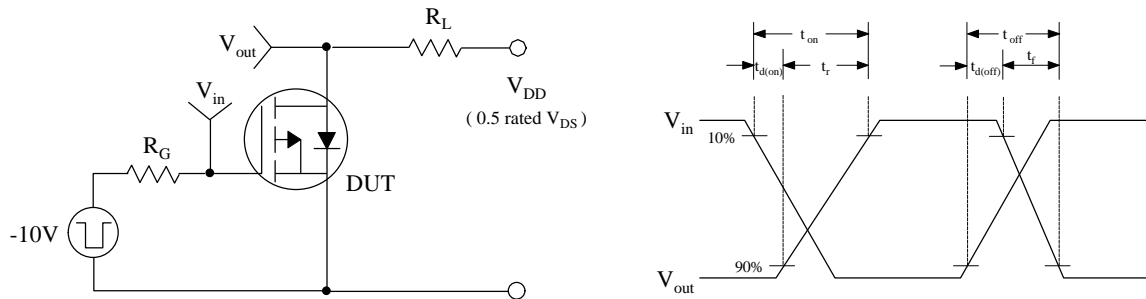 R_L
V_out
V_DD
( 0.5 rated V_DS )
V_in
R_G
DUT
-10V
t_on
t_off
t_d(on)
t_r
t_d(off)
t_f
V_in
10%
90%
V_out